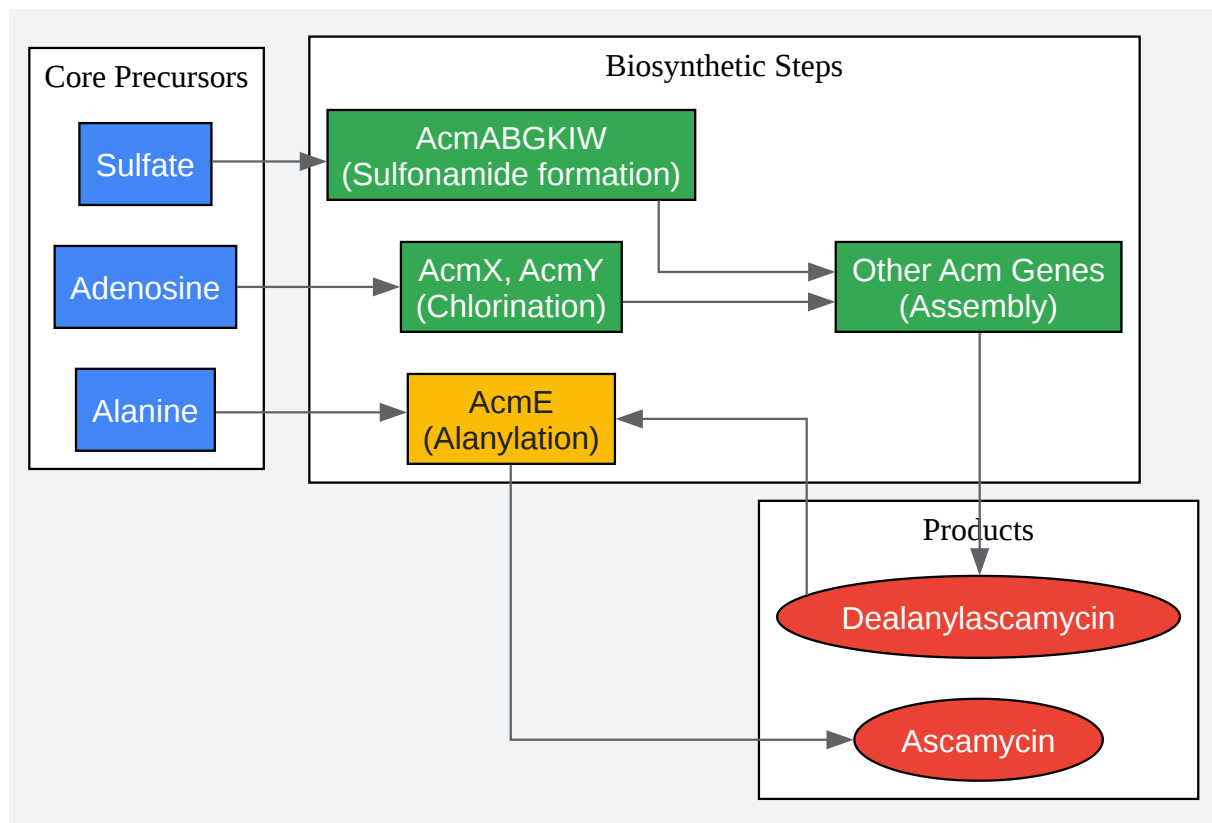 Core Precursors
Sulfate
Adenosine
Alanine
Biosynthetic Steps
AcmABGKIW
(Sulfonamide formation)
AcmX, AcmY
(Chlorination)
Other Acm Genes
(Assembly)
AcmE
(Alanylation)
Products
Dealanylascamycin
Ascamycin